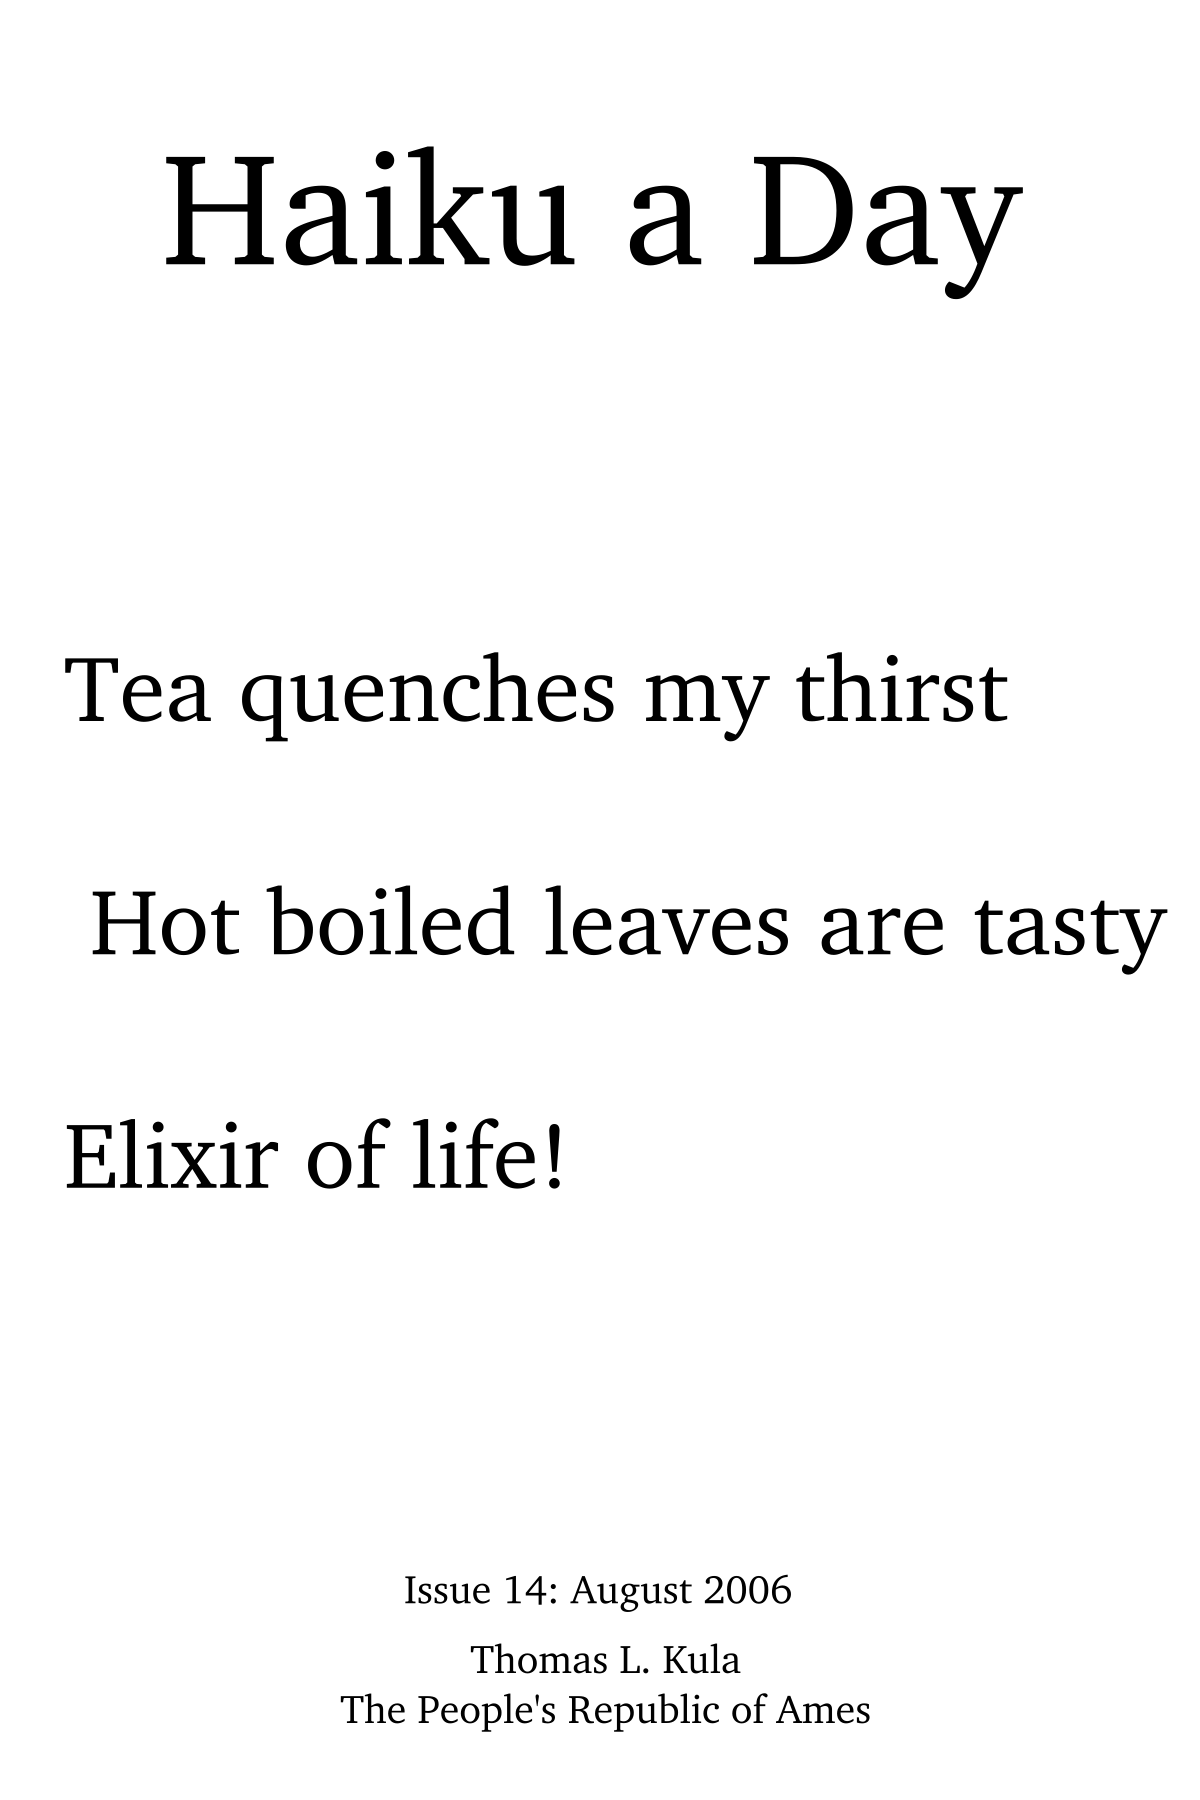 Haiku a Day
Tea quenches my thirst
Hot boiled leaves are tasty
Elixir of life!
Issue 14: August 2006
Thomas L. Kula
The People's Republic of Ames